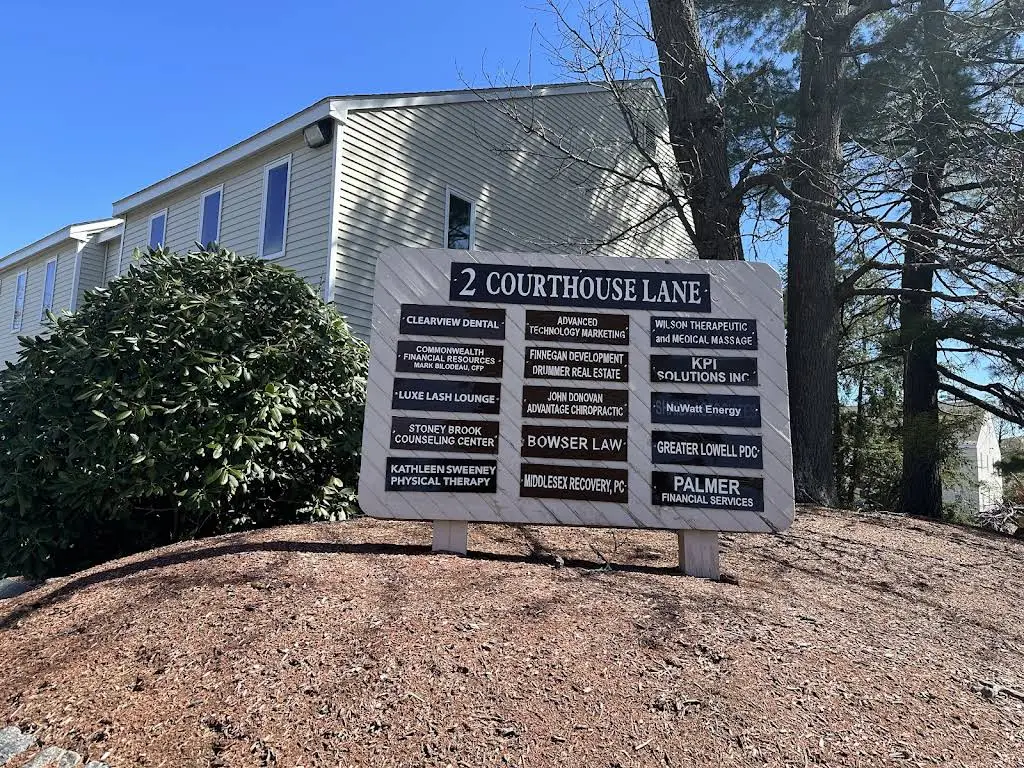 2 COURTHOUSE LANE
CLEARVIEW DENTAL
COMMONWEALTH
FINANCIAL RESOURCES
MARK BILODEAU, CFP
LUXE LASH LOUNGE
STONEY BROOK
COUNSELING CENTER
KATHLEEN SWEENEY
PHYSICAL THERAPY
ADVANCED
TECHNOLOGY MARKETING
FINNEGAN DEVELOPMENT
DRUMMER REAL ESTATE
JOHN DONOVAN
ADVANTAGE CHIROPRACTIC
BOWSER LAW
MIDDLESEX RECOVERY, PC
WILSON THERAPEUTIC
and MEDICAL MASSAGE
KPI
SOLUTIONS INC
NuWatt Energy
GREATER LOWELL PDC
PALMER
FINANCIAL SERVICES